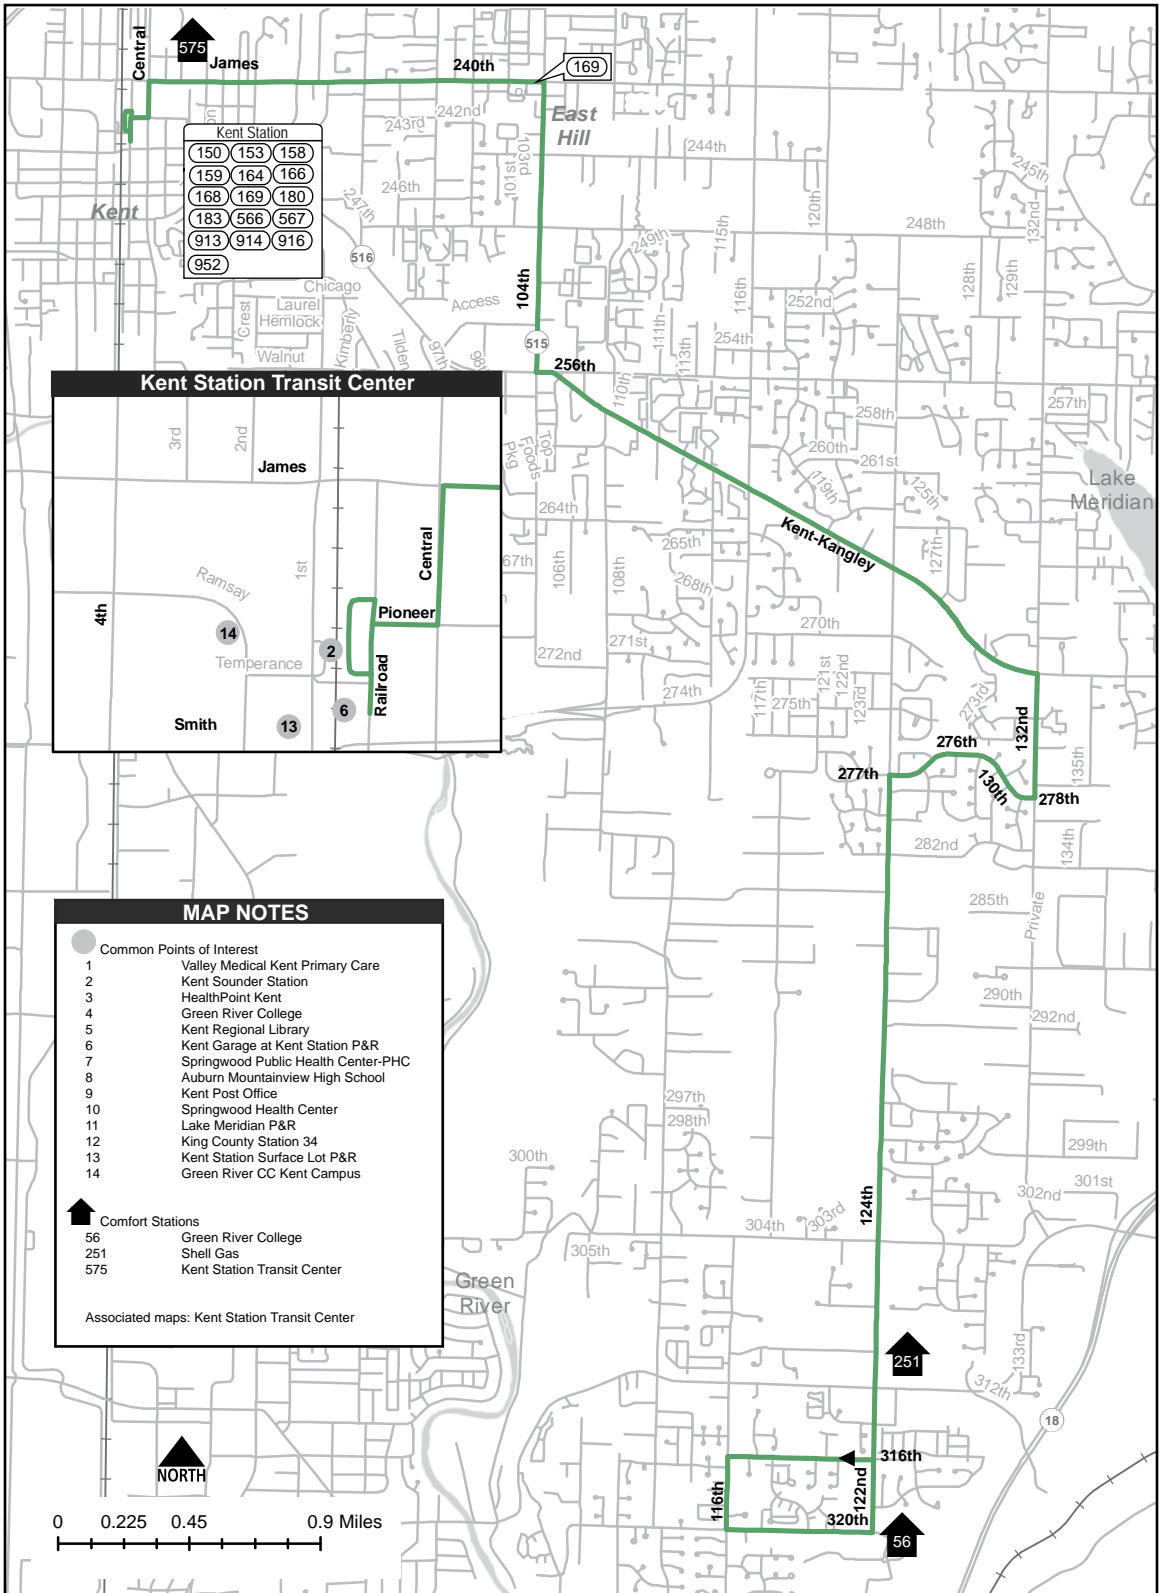 Central
575
James
240th
169
East
Hill
242nd
243rd
103rd
101st
244th
245th
132nd
on
Kent Station
150 153 158
159 164 166
168 169 180
183 566 567
913 914 916
952
Kent
246th
247th
120th
115th
248th
249th
516
128th
129th
Chicago
Laurel
Hemlock
Crest
Kimberly
Walnut
Tilden
97th
98th
Access
104th
515
116th
252nd
111th
113th
254th
256th
110th
257th
258th
260th
261st
119th
125th
Lake
Meridian
Top
Foods
Pkg
264th
265th
Kent-Kangley
127th
67th
106th
108th
268th
270th
271st
272nd
274th
117th
275th
121st
122nd
123rd
273rd
132nd
135th
276th
277th
130th
278th
282nd
134th
285th
Private
290th
292nd
Kent Station Transit Center
3rd
2nd
James
1st
Central
Ramsay
4th
14
Temperance
2
Pioneer
Railroad
6
13
Smith
MAP NOTES
Common Points of Interest
1 Valley Medical Kent Primary Care
2 Kent Sounder Station
3 HealthPoint Kent
4 Green River College
5 Kent Regional Library
6 Kent Garage at Kent Station P&R
7 Springwood Public Health Center-PHC
8 Auburn Mountainview High School
9 Kent Post Office
10 Springwood Health Center
11 Lake Meridian P&R
12 King County Station 34
13 Kent Station Surface Lot P&R
14 Green River CC Kent Campus
Comfort Stations
56 Green River College
251 Shell Gas
575 Kent Station Transit Center
Associated maps: Kent Station Transit Center
297th
298th
299th
300th
301st
302nd
303rd
304th
305th
124th
Green
River
251
133rd
312th
18
316th
116th
122nd
320th
56
NORTH
0 0.225 0.45 0.9 Miles